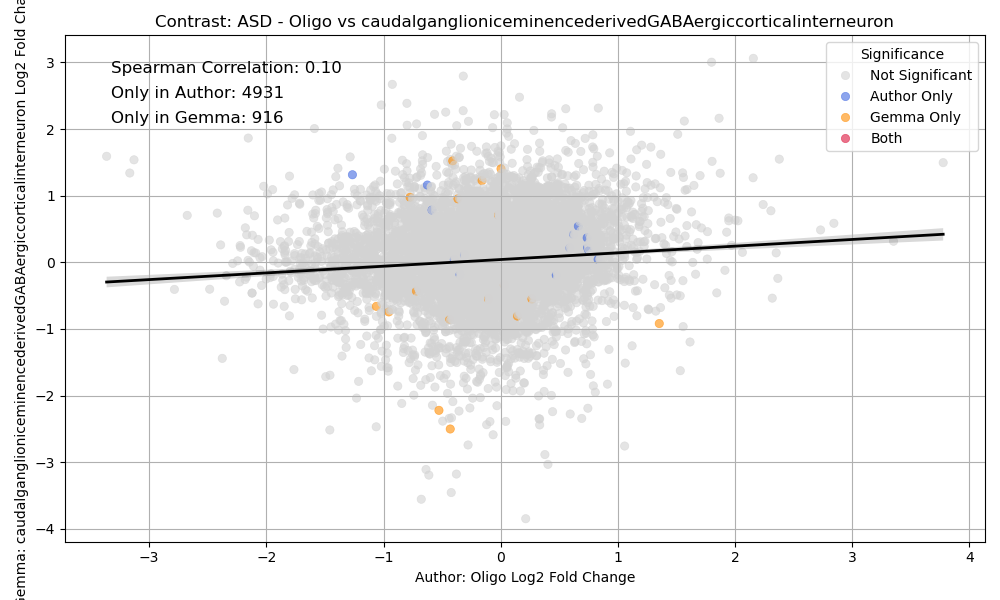 Contrast: ASD - Oligo vs caudalganglioniceminencederivedGABAergiccorticalinterneuron
Spearman Correlation: 0.10
Only in Author: 4931
Only in Gemma: 916
Significance
Not Significant
Author Only
Gemma Only
Both
3
2
1
0
−1
−2
−3
−4
−3
−2
−1
0
1
2
3
4
Author: Oligo Log2 Fold Change
caudalganglioniceminencederivedGABAergiccorticalinterneuron Log2 Fold